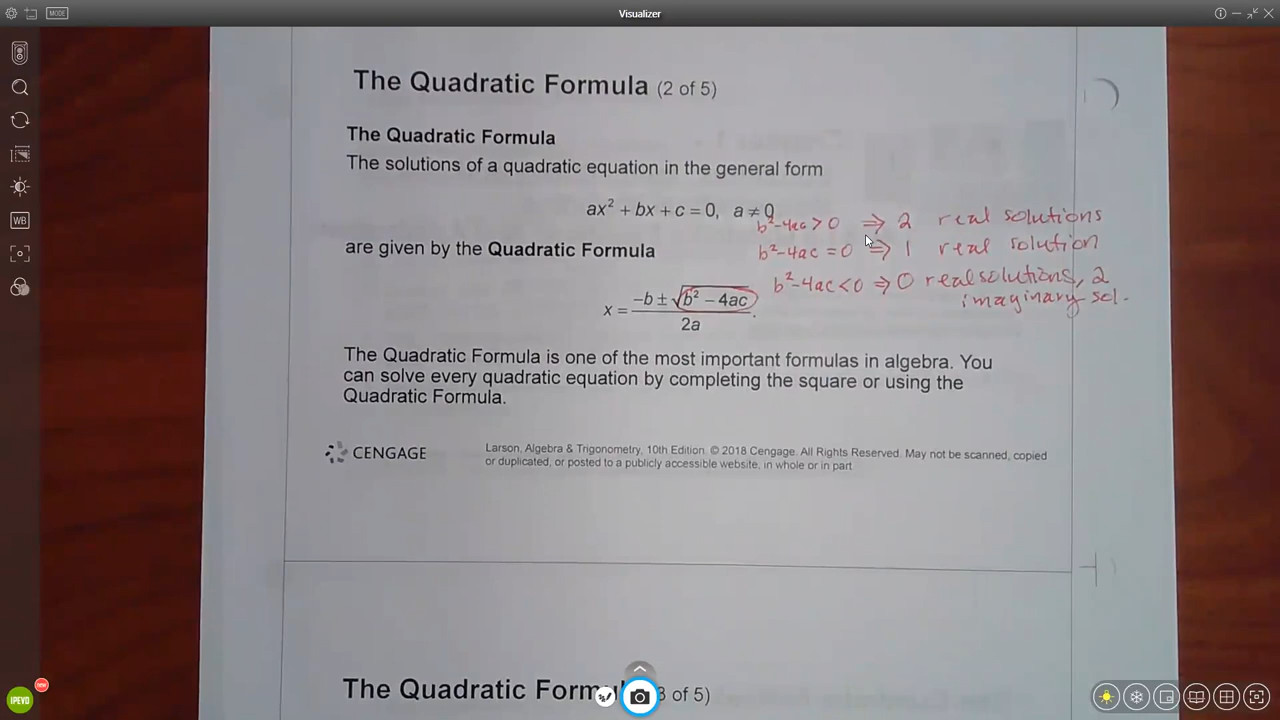 MODE
Visualizer
The Quadratic Formula (2 of 5)
The Quadratic Formula
The solutions of a quadratic equation in the general form
ax² + bx + c = 0, a ≠ 0
b²-4ac > 0 ⇒ 2 real solutions
are given by the Quadratic Formula
b²-4ac = 0 ⇒ 1 real solution
b²-4ac < 0 ⇒ 0 real solutions, 2
imaginary sol.
x = (-b ± √(b² - 4ac)) / 2a.
The Quadratic Formula is one of the most important formulas in algebra. You
can solve every quadratic equation by completing the square or using the
Quadratic Formula.
CENGAGE
Larson, Algebra & Trigonometry, 10th Edition. © 2018 Cengage. All Rights Reserved. May not be scanned, copied
or duplicated, or posted to a publicly accessible website, in whole or in part
The Quadratic Formu 3 of 5)
WB
IPEVO
new